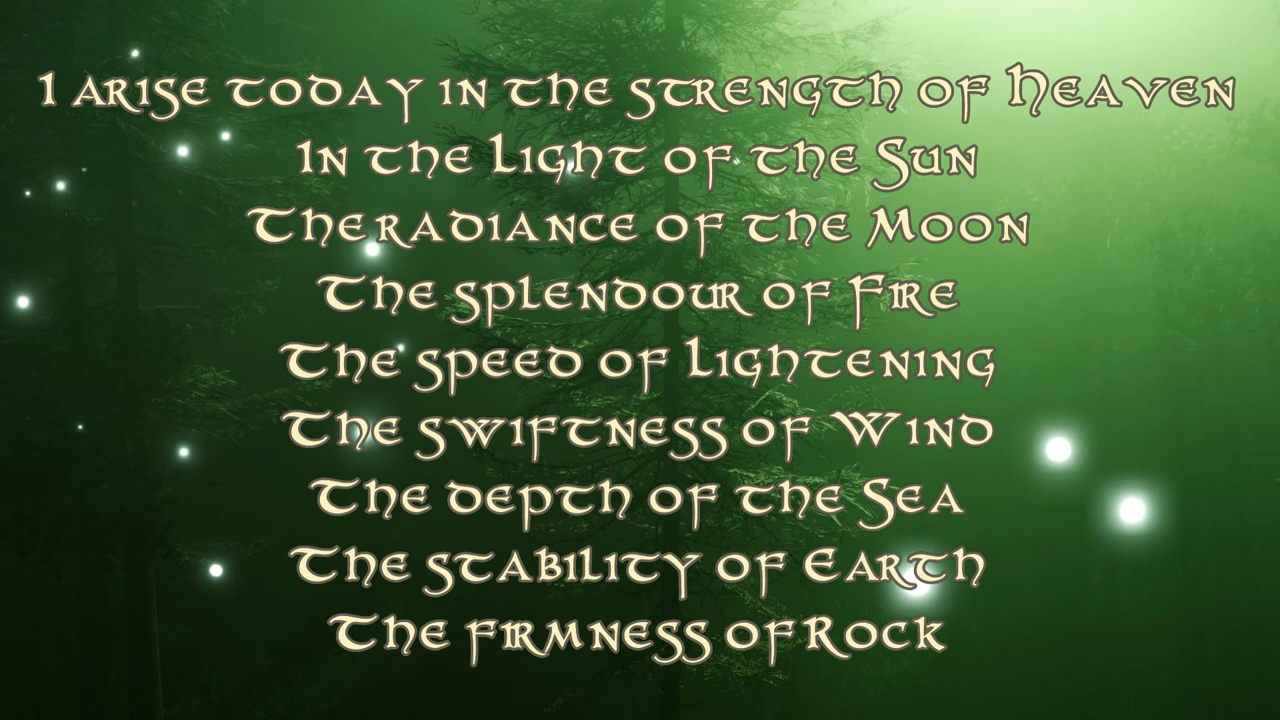 I arise today in the strength of Heaven
In the Light of the Sun
The radiance of the Moon
The splendour of Fire
The speed of Lightening
The swiftness of Wind
The depth of the Sea
The stability of Earth
The firmness of Rock